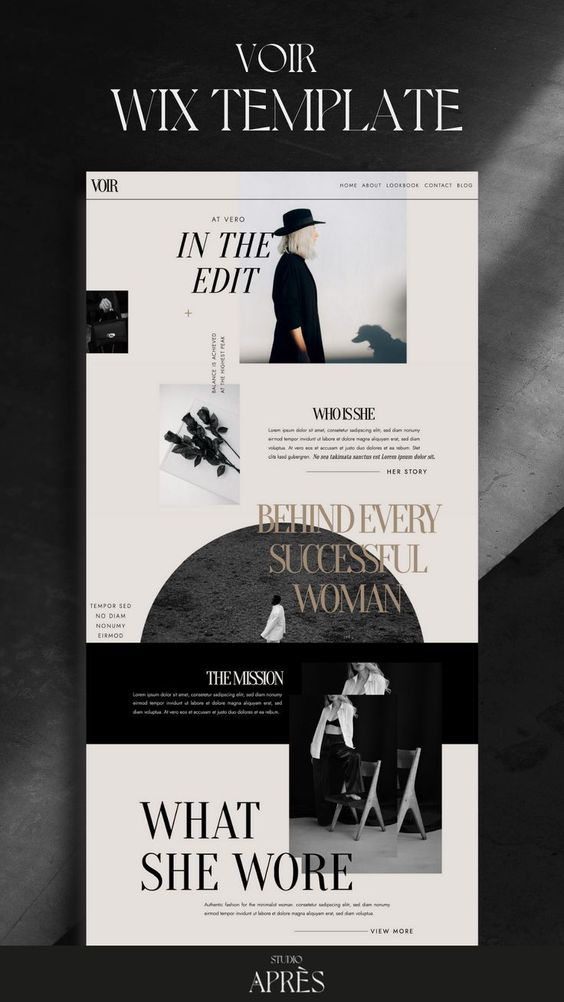 VOIR
WIX TEMPLATE
VOIR
HOME ABOUT LOOKBOOK CONTACT BLOG
AT VERO
IN THE
EDIT
+
BALANCE IS ACHIEVED
AT THE HIGHEST PEAK
WHO IS SHE
Lorem ipsum dolor sit amet, consetetur sadipscing elitr, sed diam nonumy
eirmod tempor invidunt ut labore et dolore magna aliquyam erat, sed diam
voluptua. At vero eos et accusam et justo duo dolores et ea rebum. Stet
clita kasd gubergren. No sea takimata sanctus est Lorem ipsum dolor sit.
HER STORY
BEHIND EVERY
SUCCESSFUL
WOMAN
TEMPOR SED
NO DIAM
NONUMY
EIRMOD
THE MISSION
Lorem ipsum dolor sit amet, consetetur sadipscing elitr, sed diam nonumy
eirmod tempor invidunt ut labore et dolore magna aliquyam erat, sed
diam voluptua. At vero eos et accusam et justo duo dolores et ea rebum.
WHAT
SHE WORE
Authentic fashion for the minimalist woman. consetetur sadipscing elitr, sed diam nonumy
eirmod tempor invidunt ut labore et dolore magna aliquyam erat, sed diam voluptua.
VIEW MORE
STUDIO
APRÈS